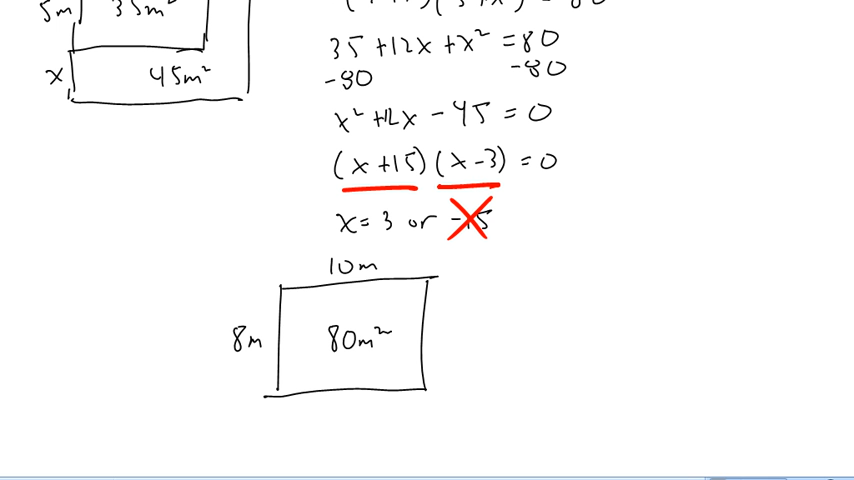 5m 35m²
35 + 12x + x² = 80
-80 -80
x 45m²
x² + 12x - 45 = 0
(x + 15)(x - 3) = 0
x = 3 or -15
10m
8m 80m²